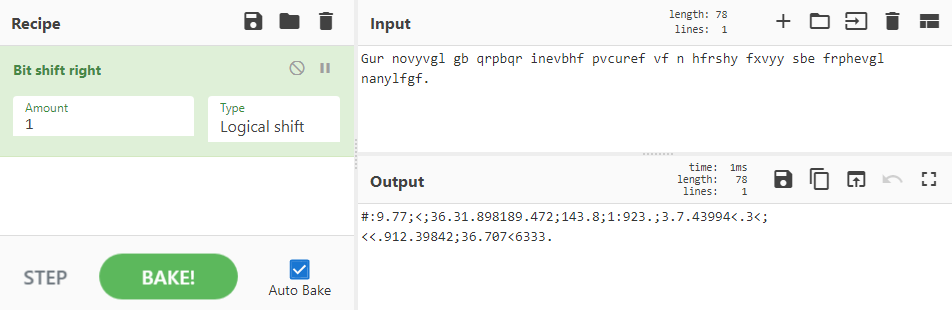 Recipe
Bit shift right
Amount
1
Type
Logical shift
STEP
BAKE!
Auto Bake
Input
length: 78
lines: 1
Gur novyvgl gb qrpbqr inevbhf pvcuref vf n hfrshy fxvyy sbe frphevgl
nanylfgf.
Output
time: 1ms
length: 78
lines: 1
#:9.77;<;36.31.898189.472;143.8;1:923.;3.7.43994<.3<;
<<.912.39842;36.707<6333.